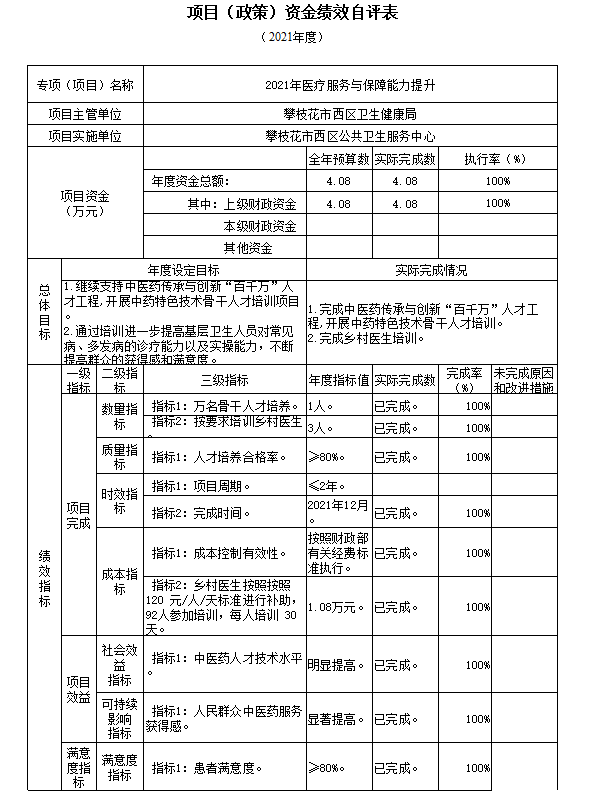 项目（政策）资金绩效自评表
（2021年度）
专项（项目）名称 2021年医疗服务与保障能力提升
项目主管单位 攀枝花市西区卫生健康局
项目实施单位 攀枝花市西区公共卫生服务中心
项目资金
（万元）
全年预算数 实际完成数 执行率（%）
年度资金总额： 4.08 4.08 100%
其中：上级财政资金 4.08 4.08 100%
本级财政资金
其他资金
总体目标
年度设定目标 实际完成情况
1.继续支持中医药传承与创新“百千万”人
才工程,开展中药特色技术骨干人才培训项目
。
2.通过培训进一步提高基层卫生人员对常见
病、多发病的诊疗能力以及实操能力，不断
提高群众的获得感和满意度。
1.完成中医药传承与创新“百千万”人才工
程,开展中药特色技术骨干人才培训。
2.完成乡村医生培训。
绩效指标
一级
指标
二级
指标
三级指标 年度指标值 实际完成数
完成率
（%）
未完成原因
和改进措施
项目
完成
数量指
标
指标1：万名骨干人才培养。 1人。 已完成。 100%
指标2：按要求培训乡村医生
。
3人。 已完成。 100%
质量指
标
指标1：人才培养合格率。 ≥80%。 已完成。 100%
时效指
标
指标1：项目周期。 ≤2年。
指标2：完成时间。
2021年12月
。
已完成。 100%
成本指
标
指标1：成本控制有效性。
按照财政部
有关经费标
准执行。
已完成。 100%
指标2：乡村医生按照按照
120 元/人/天标准进行补助，
92人参加培训，每人培训 30
天。
1.08万元。 已完成。 100%
项目
效益
社会效
益
指标
指标1：中医药人才技术水平
。
明显提高。 已完成。 100%
可持续
影响
指标
指标1：人民群众中医药服务
获得感。
显著提高。 已完成。 100%
满意
度指
标
满意度
指标
指标1：患者满意度。 ≥80%。 已完成。 100%